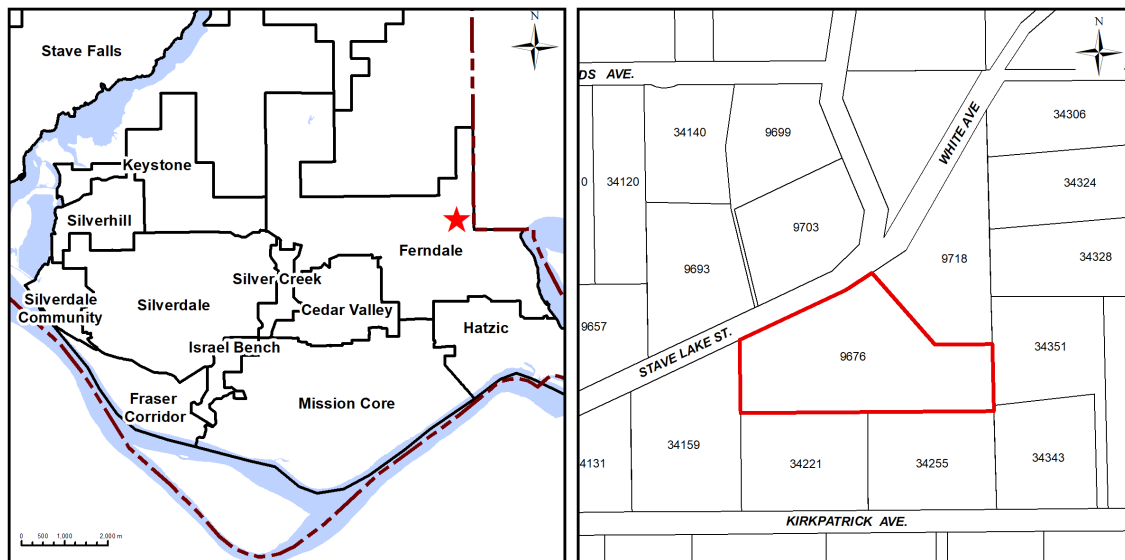 N
Stave Falls
Keystone
Silverhill
Ferndale
Silver Creek
Silverdale
Community
Silverdale
Cedar Valley
Hatzic
Israel Bench
Fraser
Corridor
Mission Core
0 500 1,000 2,000 m
N
DS AVE.
WHITE AVE
34140
9699
34306
0
34120
34324
9703
9693
9718
34328
9657
STAVE LAKE ST.
9676
34351
34159
4131
34221
34255
34343
KIRKPATRICK AVE.